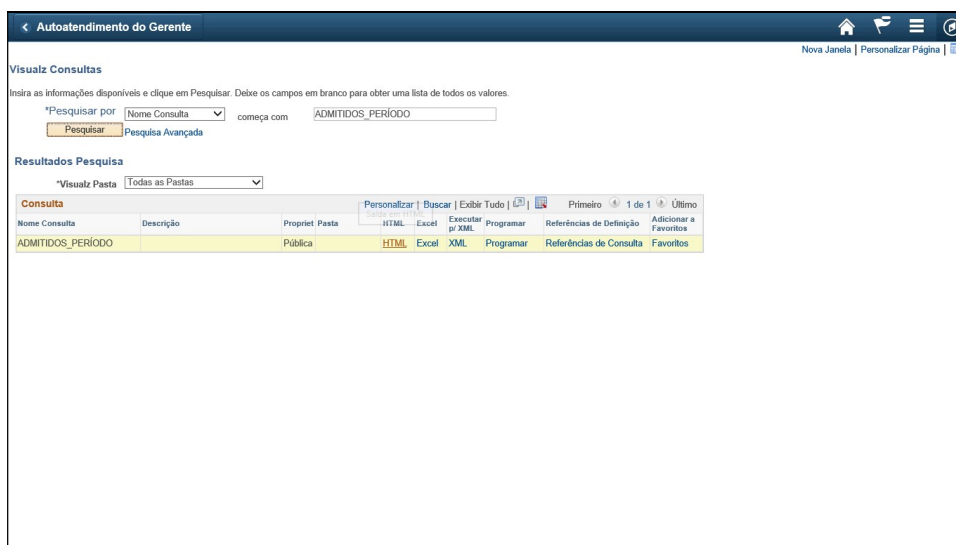 Autoatendimento do Gerente
Nova Janela | Personalizar Página |
Visualz Consultas
Insira as informações disponíveis e clique em Pesquisar. Deixe os campos em branco para obter uma lista de todos os valores.
*Pesquisar por Nome Consulta começa com ADMITIDOS_PERÍODO
Pesquisar Pesquisa Avançada
Resultados Pesquisa
*Visualz Pasta Todas as Pastas
Consulta Personalizar | Buscar | Exibir Tudo | | Primeiro 1 de 1 Último
Saída em HTML
Nome Consulta Descrição Propriet Pasta HTML Excel Executar p/ XML Programar Referências de Definição Adicionar a Favoritos
ADMITIDOS_PERÍODO Pública HTML Excel XML Programar Referências de Consulta Favoritos